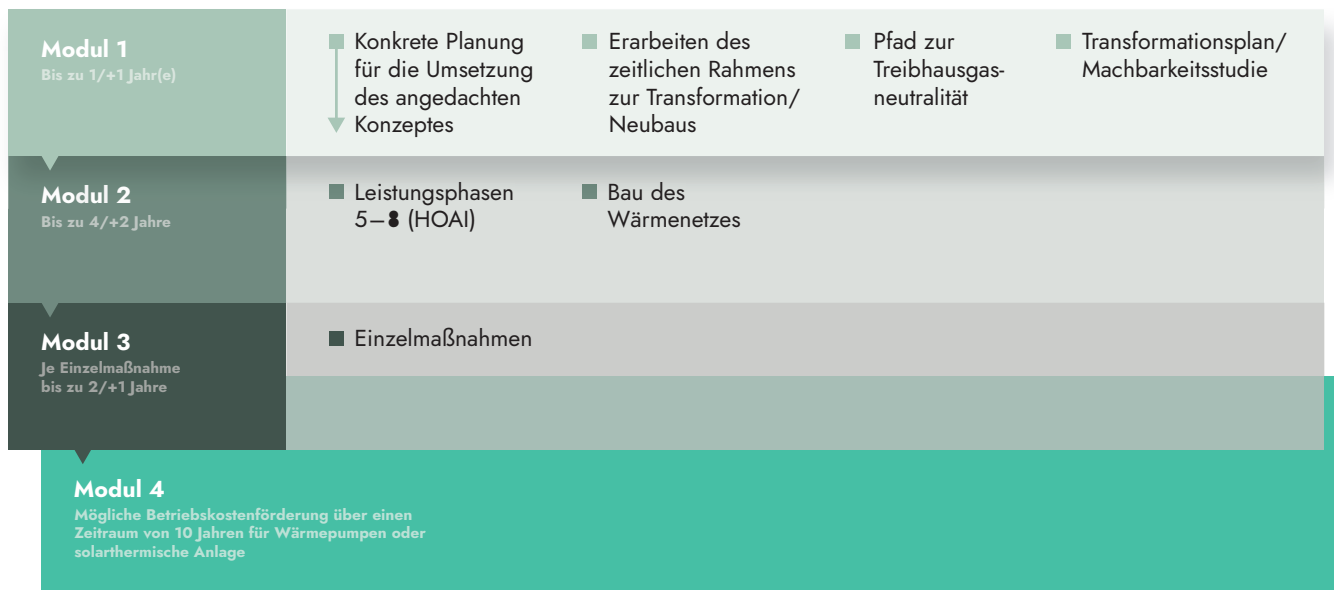 Modul 1
Bis zu 1/+1 Jahr(e)
Konkrete Planung
für die Umsetzung
des angedachten
Konzeptes
Erarbeiten des
zeitlichen Rahmens
zur Transformation/
Neubaus
Pfad zur
Treibhausgas-
neutralität
Transformationsplan/
Machbarkeitsstudie
Modul 2
Bis zu 4/+2 Jahre
Leistungsphasen
5–8 (HOAI)
Bau des
Wärmenetzes
Modul 3
Je Einzelmaßnahme
bis zu 2/+1 Jahre
Einzelmaßnahmen
Modul 4
Mögliche Betriebskostenförderung über einen
Zeitraum von 10 Jahren für Wärmepumpen oder
solarthermische Anlage